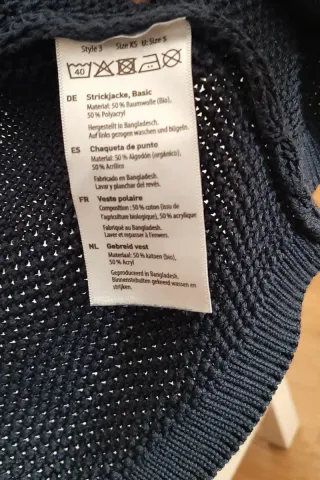 Style 3 Size XS M: Size S
40
DE Strickjacke, Basic
Material: 50 % Baumwolle (Bio),
50 % Polyacryl
Hergestellt in Bangladesch.
Auf links gezogen waschen und bügeln.
ES Chaqueta de punto
Material: 50 % Algodón (orgánico),
50 % Acrílico
Fabricado en Bangladesh.
Lavar y planchar del revés.
FR Veste polaire
Composition : 50 % coton (issu de
l'agriculture biologique), 50 % acrylique
Fabriqué au Bangladesh.
Laver et repasser à l'envers.
NL Gebreid vest
Materiaal: 50 % katoen (bio),
50 % Acryl
Geproduceerd in Bangladesh.
Binnenstebuiten gekeerd wassen en
strijken.